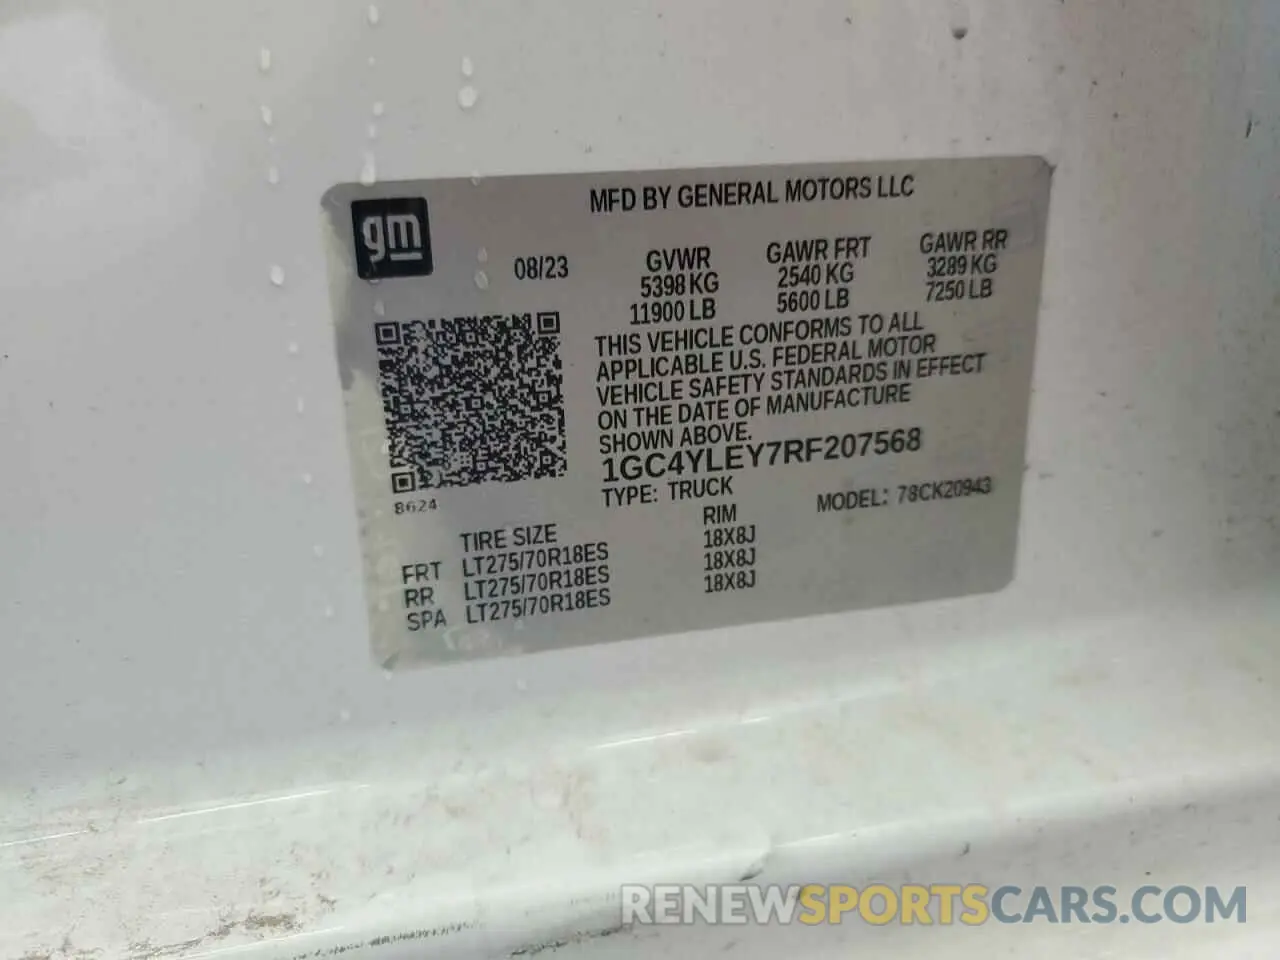 MFD BY GENERAL MOTORS LLC
gm
08/23
GVWR GAWR FRT GAWR RR
5398 KG 2540 KG 3289 KG
11900 LB 5600 LB 7250 LB
THIS VEHICLE CONFORMS TO ALL
APPLICABLE U.S. FEDERAL MOTOR
VEHICLE SAFETY STANDARDS IN EFFECT
ON THE DATE OF MANUFACTURE
SHOWN ABOVE.
1GC4YLEY7RF207568
8624
TYPE: TRUCK MODEL: 78CK20943
TIRE SIZE RIM
FRT LT275/70R18ES 18X8J
RR LT275/70R18ES 18X8J
SPA LT275/70R18ES 18X8J
RENEWSPORTSCARS.COM